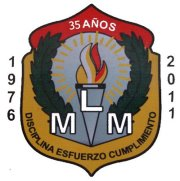 35 AÑOS
1976
2011
L
M M
DISCIPLINA ESFUERZO CUMPLIMIENTO